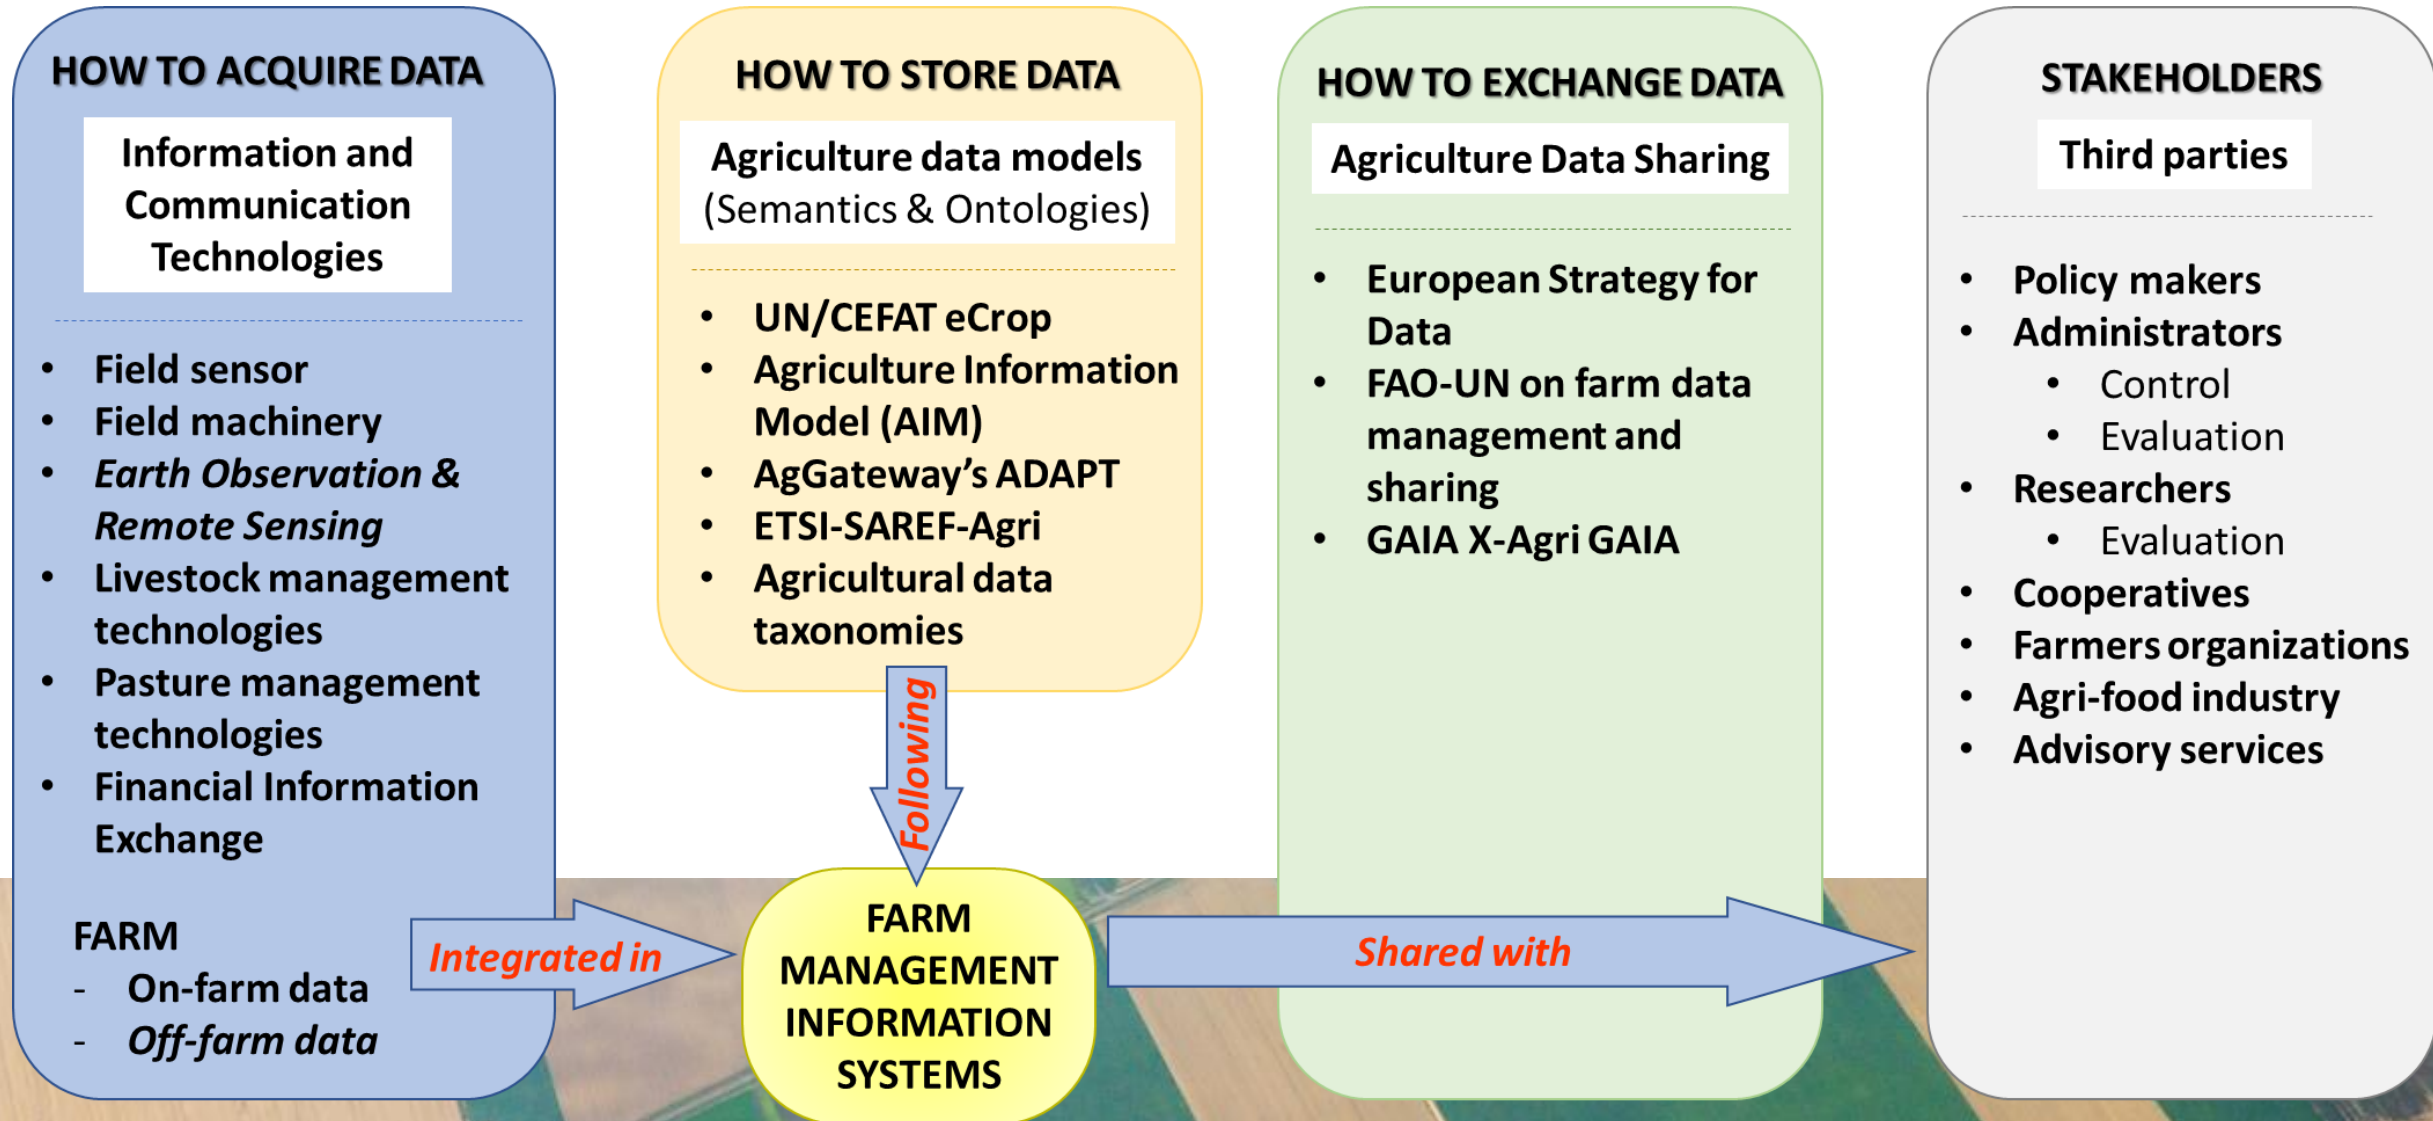 HOW TO ACQUIRE DATA
Information and
Communication
Technologies
• Field sensor
• Field machinery
• Earth Observation &
Remote Sensing
• Livestock management
technologies
• Pasture management
technologies
• Financial Information
Exchange
FARM
- On-farm data
- Off-farm data
Integrated in
HOW TO STORE DATA
Agriculture data models
(Semantics & Ontologies)
• UN/CEFAT eCrop
• Agriculture Information
Model (AIM)
• AgGateway’s ADAPT
• ETSI-SAREF-Agri
• Agricultural data
taxonomies
Following
FARM
MANAGEMENT
INFORMATION
SYSTEMS
HOW TO EXCHANGE DATA
Agriculture Data Sharing
• European Strategy for
Data
• FAO-UN on farm data
management and
sharing
• GAIA X-Agri GAIA
Shared with
STAKEHOLDERS
Third parties
• Policy makers
• Administrators
• Control
• Evaluation
• Researchers
• Evaluation
• Cooperatives
• Farmers organizations
• Agri-food industry
• Advisory services